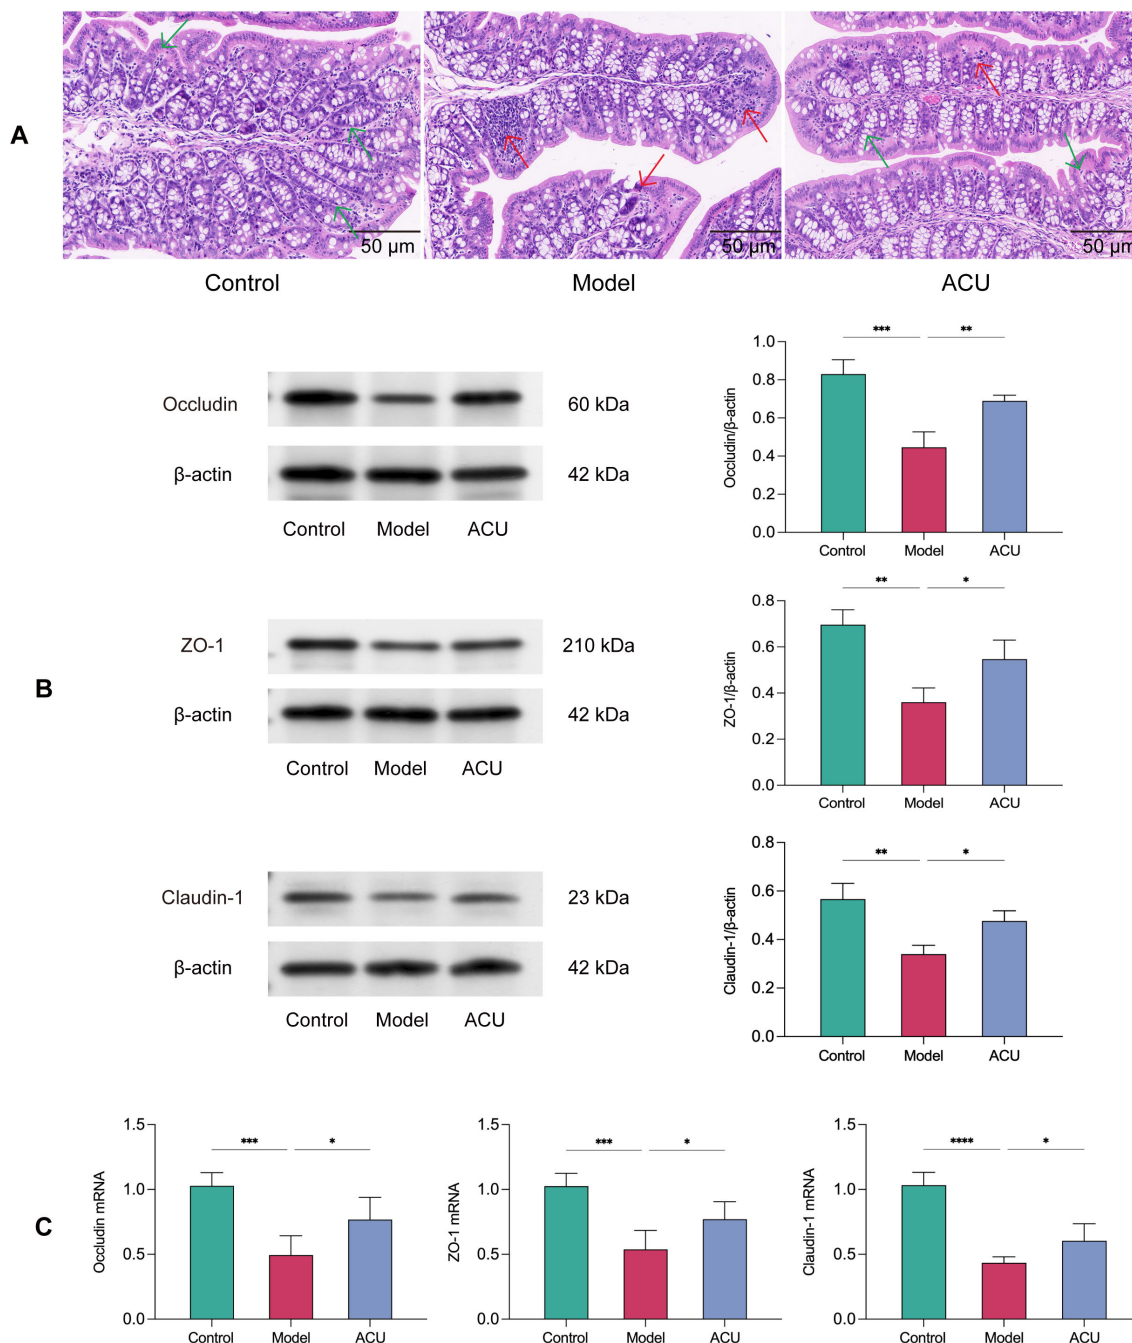 A
50 μm
50 μm
50 μm
Control
Model
ACU
B
Occludin
60 kDa
β-actin
42 kDa
Control Model ACU
Occludin/β-actin
1.0
0.8
0.6
0.4
0.2
0.0
*** **
Control Model ACU
ZO-1
210 kDa
β-actin
42 kDa
Control Model ACU
ZO-1/β-actin
0.8
0.6
0.4
0.2
0.0
** *
Control Model ACU
Claudin-1
23 kDa
β-actin
42 kDa
Control Model ACU
Claudin-1/β-actin
0.8
0.6
0.4
0.2
0.0
** *
Control Model ACU
C
Occludin mRNA
1.5
1.0
0.5
0.0
*** *
Control Model ACU
ZO-1 mRNA
1.5
1.0
0.5
0.0
*** *
Control Model ACU
Claudin-1 mRNA
1.5
1.0
0.5
0.0
**** *
Control Model ACU